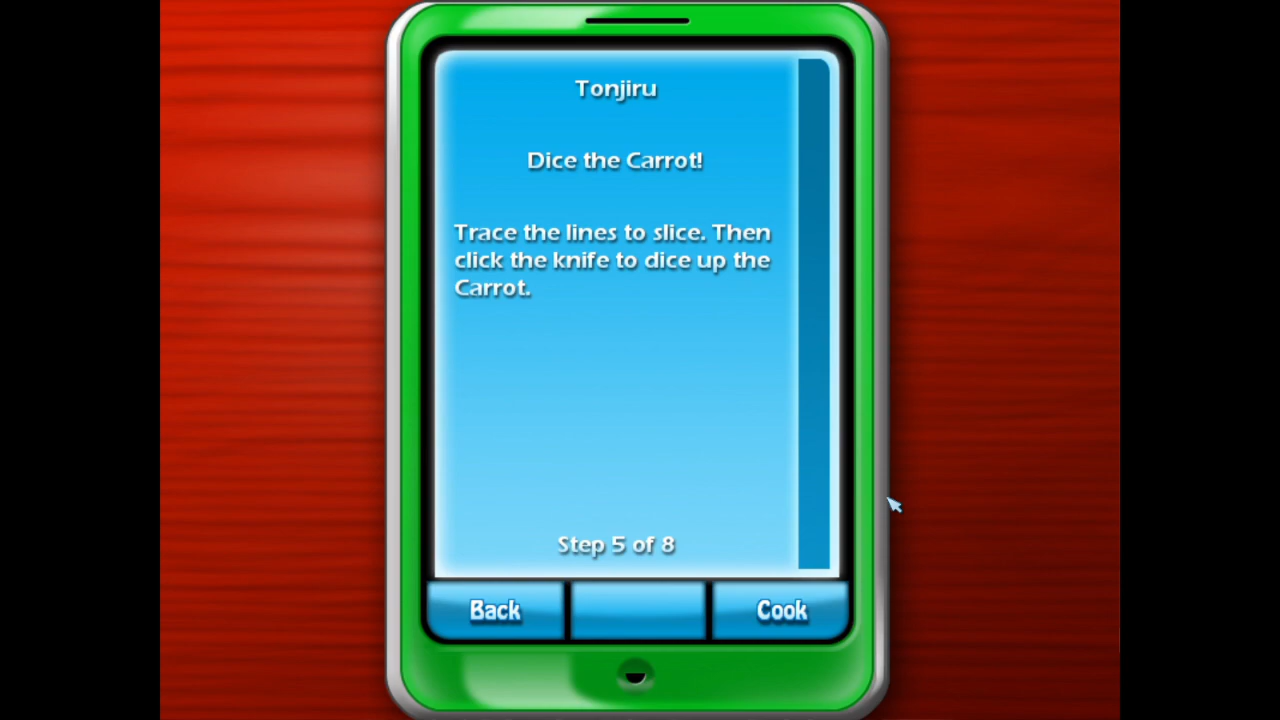 Tonjiru
Dice the Carrot!
Trace the lines to slice. Then
click the knife to dice up the
Carrot.
Step 5 of 8
Back
Cook